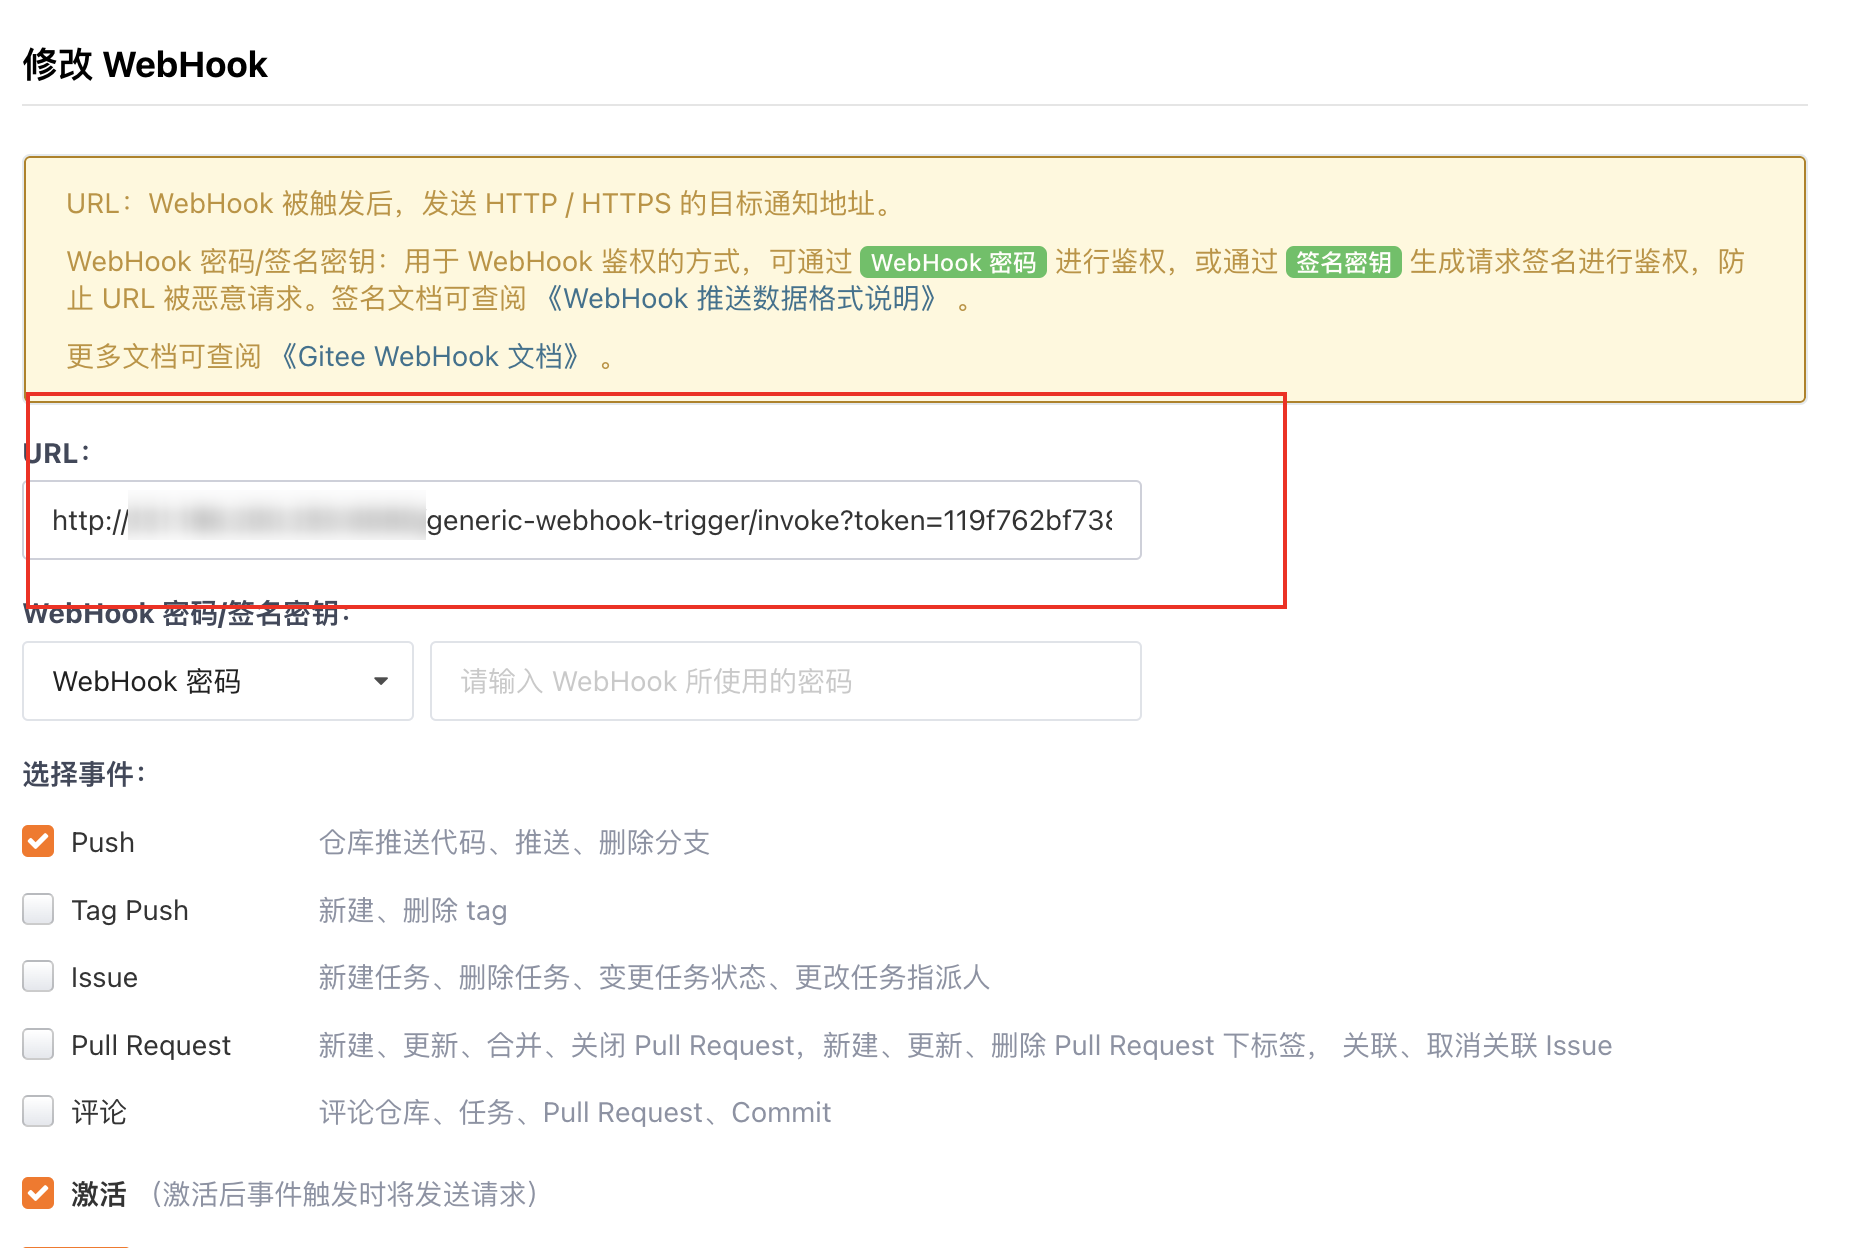 修改 WebHook
URL：WebHook 被触发后，发送 HTTP / HTTPS 的目标通知地址。
WebHook 密码/签名密钥：用于 WebHook 鉴权的方式，可通过 WebHook 密码 进行鉴权，或通过 签名密钥 生成请求签名进行鉴权，防
止 URL 被恶意请求。签名文档可查阅 《WebHook 推送数据格式说明》 。
更多文档可查阅 《Gitee WebHook 文档》 。
URL：
http:// generic-webhook-trigger/invoke?token=119f762bf738
WebHook 密码/签名密钥：
WebHook 密码 请输入 WebHook 所使用的密码
选择事件：
Push 仓库推送代码、推送、删除分支
Tag Push 新建、删除 tag
Issue 新建任务、删除任务、变更任务状态、更改任务指派人
Pull Request 新建、更新、合并、关闭 Pull Request，新建、更新、删除 Pull Request 下标签， 关联、取消关联 Issue
评论 评论仓库、任务、Pull Request、Commit
激活 （激活后事件触发时将发送请求）